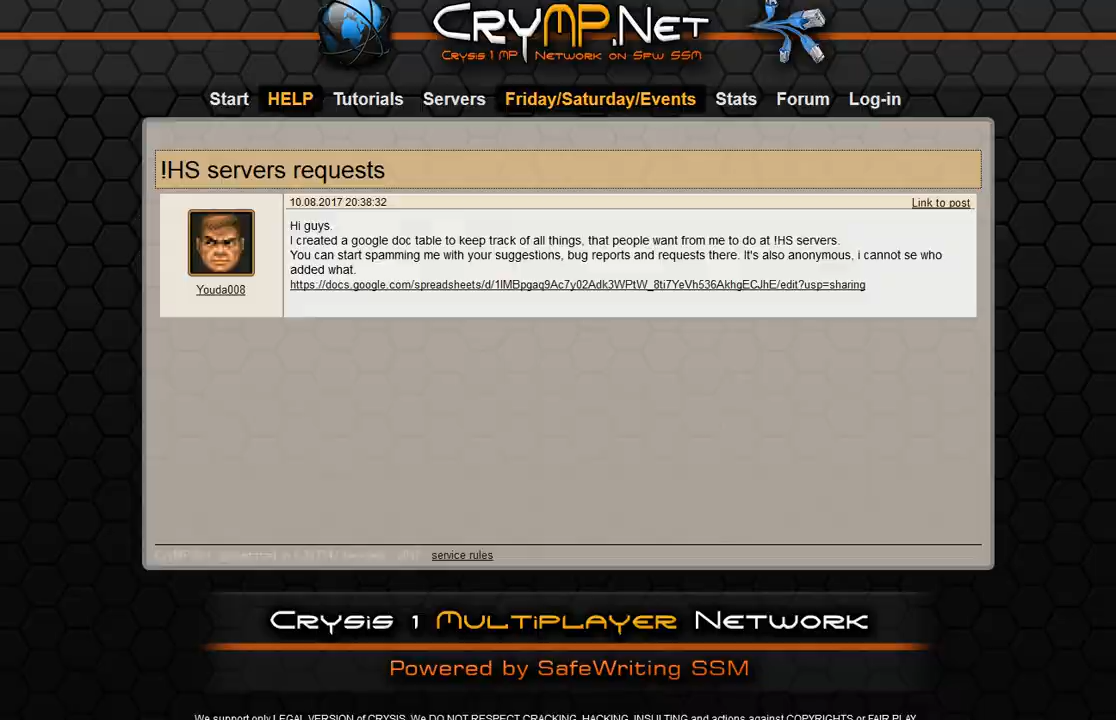 CryMP.Net
Crysis 1 MP Network on Sfw SSM
Start HELP Tutorials Servers Friday/Saturday/Events Stats Forum Log-in
!HS servers requests
10.08.2017 20:38:32 Link to post
Youda008
Hi guys.
I created a google doc table to keep track of all things, that people want from me to do at !HS servers.
You can start spamming me with your suggestions, bug reports and requests there. It's also anonymous, i cannot se who
added what.
https://docs.google.com/spreadsheets/d/1lMBpgaq9Ac7y02Adk3WPtW_8ti7YeVh536AkhgECJhE/edit?usp=sharing
service rules
Crysis 1 Multiplayer Network
Powered by SafeWriting SSM
We support only LEGAL VERSION of CRYSIS. We DO NOT RESPECT CRACKING, HACKING, INSULTING and actions against COPYRIGHTS or FAIR PLAY